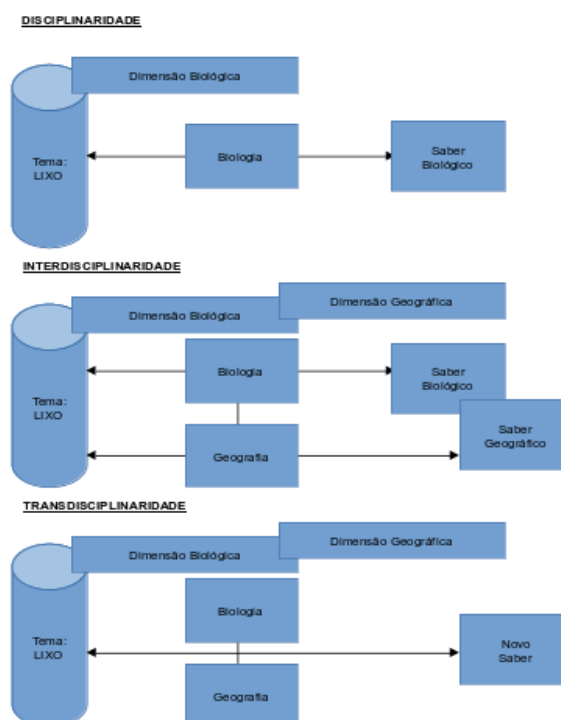 DISCIPLINARIDADE
Dimensão Biológica
Tema:
LIXO
Biologia
Saber
Biológico
INTERDISCIPLINARIDADE
Dimensão Biológica
Dimensão Geográfica
Tema:
LIXO
Biologia
Saber
Biológico
Geografia
Saber
Geográfico
TRANSDISCIPLINARIDADE
Dimensão Biológica
Dimensão Geográfica
Tema:
LIXO
Biologia
Novo
Saber
Geografia